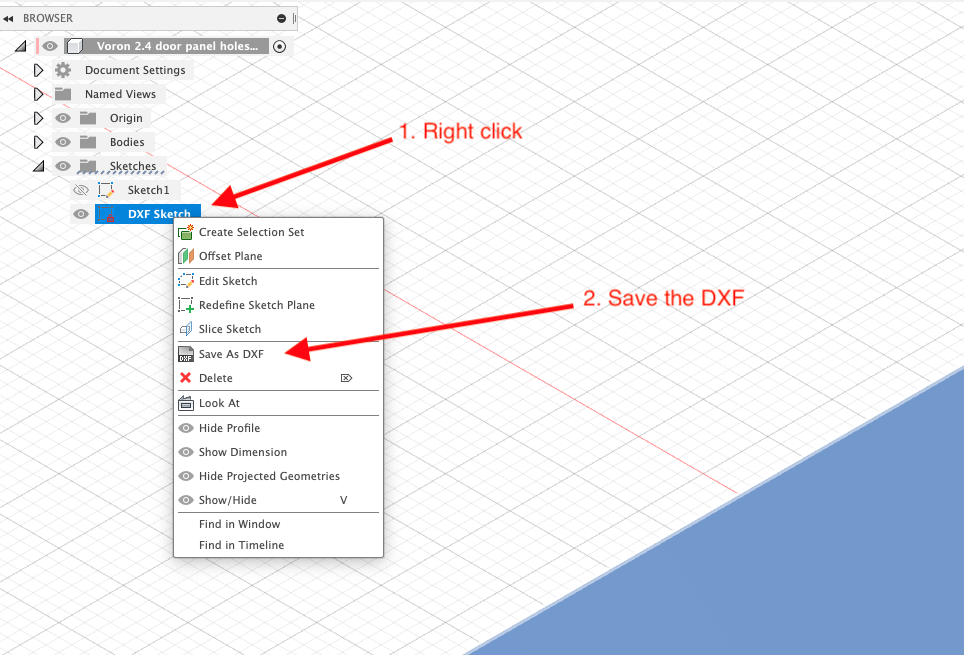 BROWSER
Voron 2.4 door panel holes...
Document Settings
Named Views
Origin
1. Right click
Bodies
Sketches
Sketch1
DXF Sketch
Create Selection Set
Offset Plane
Edit Sketch
2. Save the DXF
Redefine Sketch Plane
Slice Sketch
DXF Save As DXF
Delete
Look At
Hide Profile
Show Dimension
Hide Projected Geometries
Show/Hide V
Find in Window
Find in Timeline